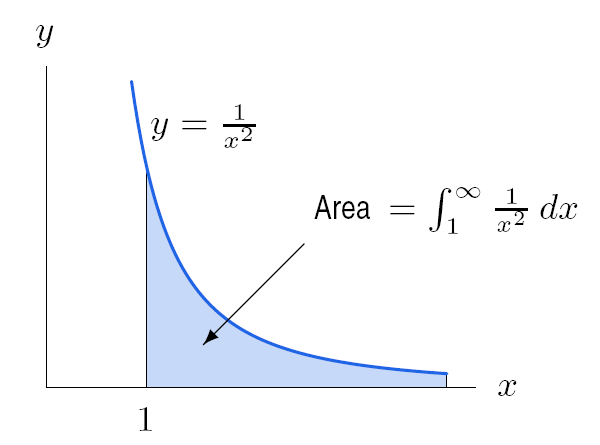 y
y = 1/x²
Area = ∫₁^∞ 1/x² dx
x
1